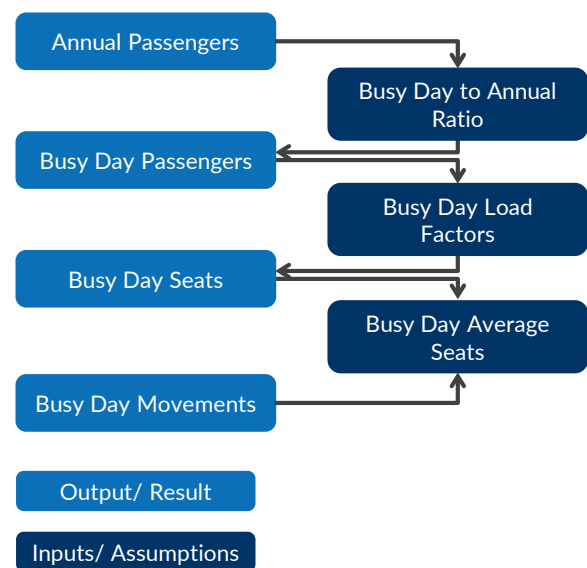 Annual Passengers
Busy Day to Annual
Ratio
Busy Day Passengers
Busy Day Load
Factors
Busy Day Seats
Busy Day Average
Seats
Busy Day Movements
Output/ Result
Inputs/ Assumptions